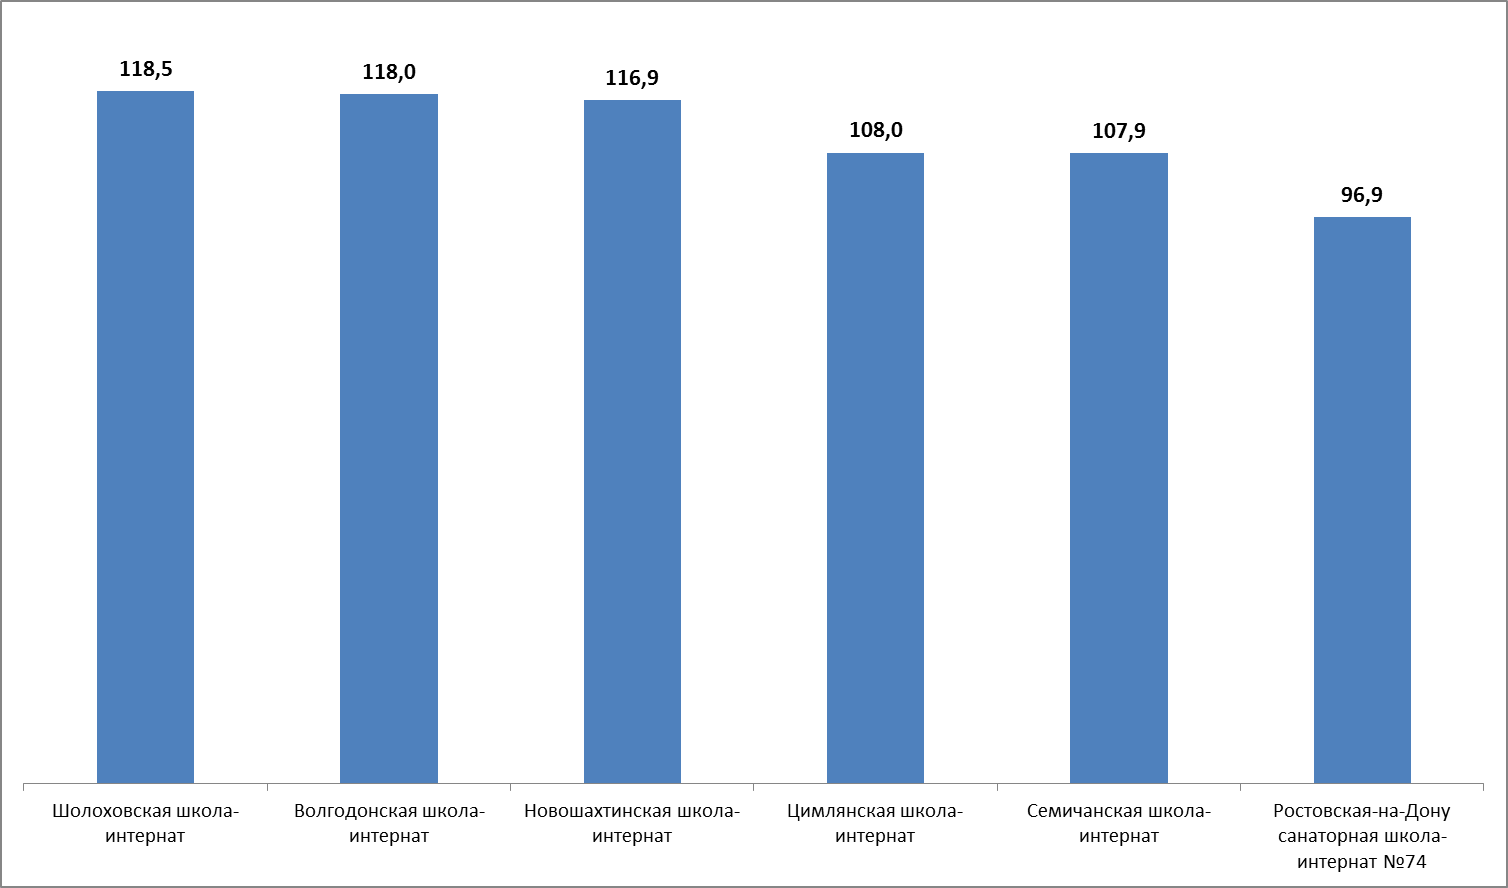 118,5
118,0
116,9
108,0
107,9
96,9
Шолоховская школа-
интернат
Волгодонская школа-
интернат
Новошахтинская школа-
интернат
Цимлянская школа-
интернат
Семичанская школа-
интернат
Ростовская-на-Дону
санаторная школа-
интернат №74